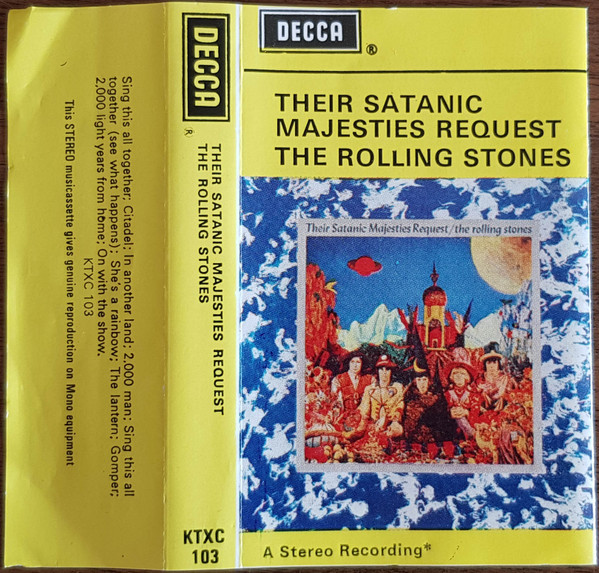 Sing this all together; Citadel; In another land; 2,000 man; Sing this all
together (see what happens); She's a rainbow; The lantern; Gomper;
2,000 light years from home; On with the show.
KTXC 103
This STEREO musicassette gives genuine reproduction on Mono equipment
DECCA
R
THEIR SATANIC MAJESTIES REQUEST
THE ROLLING STONES
KTXC
103
DECCA
®
THEIR SATANIC
MAJESTIES REQUEST
THE ROLLING STONES
Their Satanic Majesties Request/the rolling stones
A Stereo Recording*